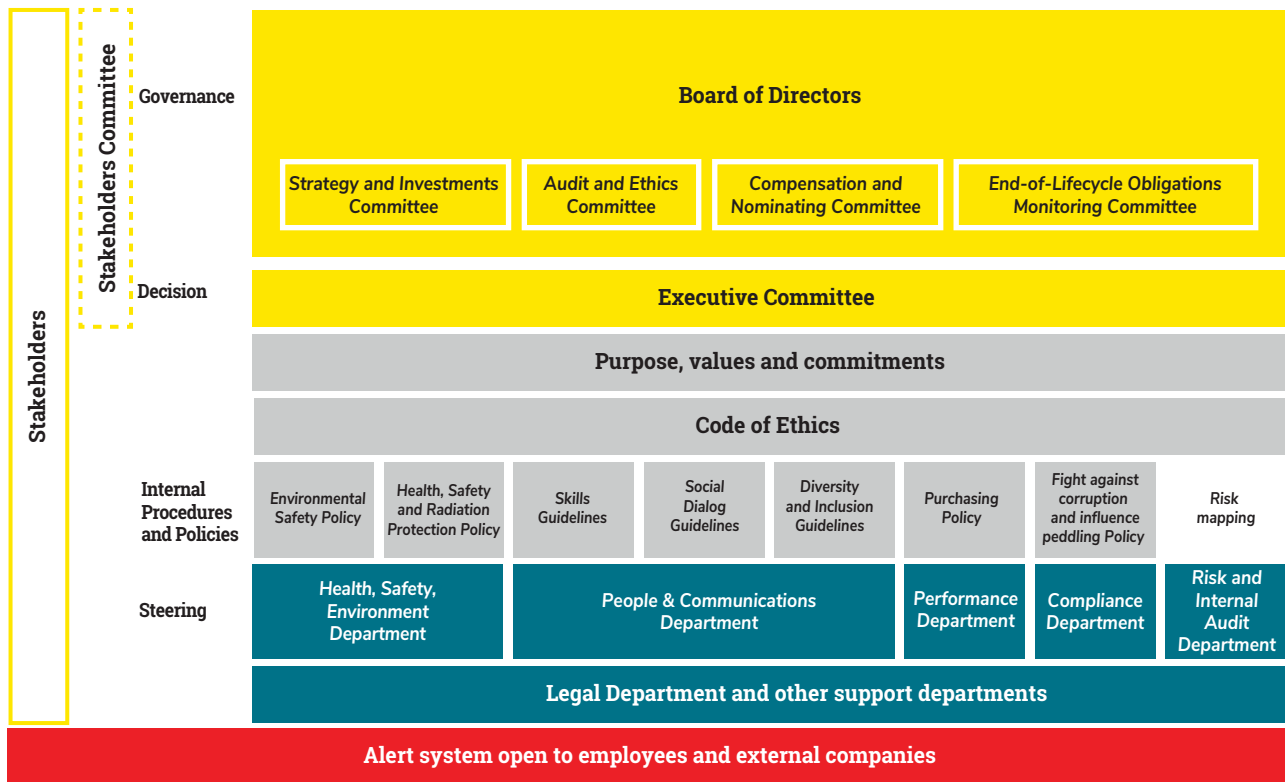 Stakeholders
Stakeholders Committee
Governance
Board of Directors
Strategy and Investments
Committee
Audit and Ethics
Committee
Compensation and
Nominating Committee
End-of-Lifecycle Obligations
Monitoring Committee
Decision
Executive Committee
Purpose, values and commitments
Code of Ethics
Internal
Procedures
and Policies
Environmental
Safety Policy
Health, Safety
and Radiation
Protection Policy
Skills
Guidelines
Social
Dialog
Guidelines
Diversity
and Inclusion
Guidelines
Purchasing
Policy
Fight against
corruption
and influence
peddling Policy
Risk
mapping
Steering
Health, Safety,
Environment
Department
People & Communications
Department
Performance
Department
Compliance
Department
Risk and
Internal
Audit
Department
Legal Department and other support departments
Alert system open to employees and external companies